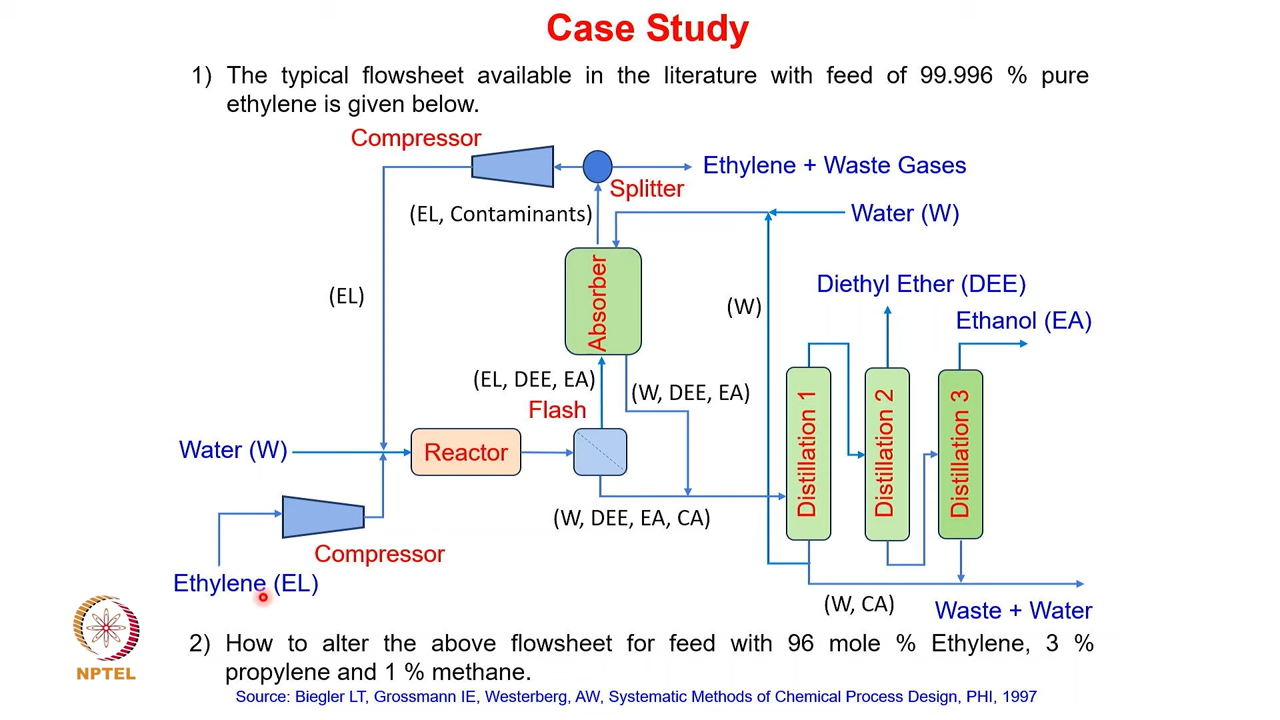 Case Study
1) The typical flowsheet available in the literature with feed of 99.996 % pure
ethylene is given below.
Compressor
Ethylene + Waste Gases
Splitter
(EL, Contaminants)
Water (W)
Absorber
Diethyl Ether (DEE)
(EL)
(W)
Ethanol (EA)
(EL, DEE, EA)
(W, DEE, EA)
Flash
Water (W)
Reactor
Distillation 1
Distillation 2
Distillation 3
(W, DEE, EA, CA)
Compressor
Ethylene (EL)
(W, CA)
Waste + Water
2) How to alter the above flowsheet for feed with 96 mole % Ethylene, 3 %
propylene and 1 % methane.
NPTEL
Source: Biegler LT, Grossmann IE, Westerberg, AW, Systematic Methods of Chemical Process Design, PHI, 1997